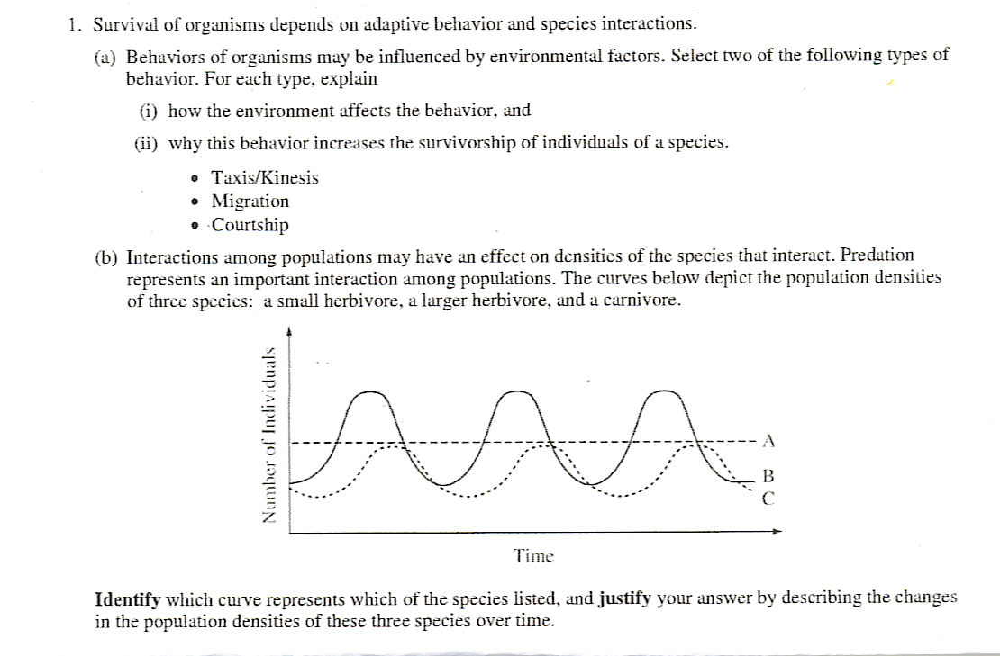 1. Survival of organisms depends on adaptive behavior and species interactions.
(a) Behaviors of organisms may be influenced by environmental factors. Select two of the following types of
behavior. For each type, explain
(i) how the environment affects the behavior, and
(ii) why this behavior increases the survivorship of individuals of a species.
• Taxis/Kinesis
• Migration
• Courtship
(b) Interactions among populations may have an effect on densities of the species that interact. Predation
represents an important interaction among populations. The curves below depict the population densities
of three species: a small herbivore, a larger herbivore, and a carnivore.
Number of Individuals
A
B
C
Time
Identify which curve represents which of the species listed, and justify your answer by describing the changes
in the population densities of these three species over time.